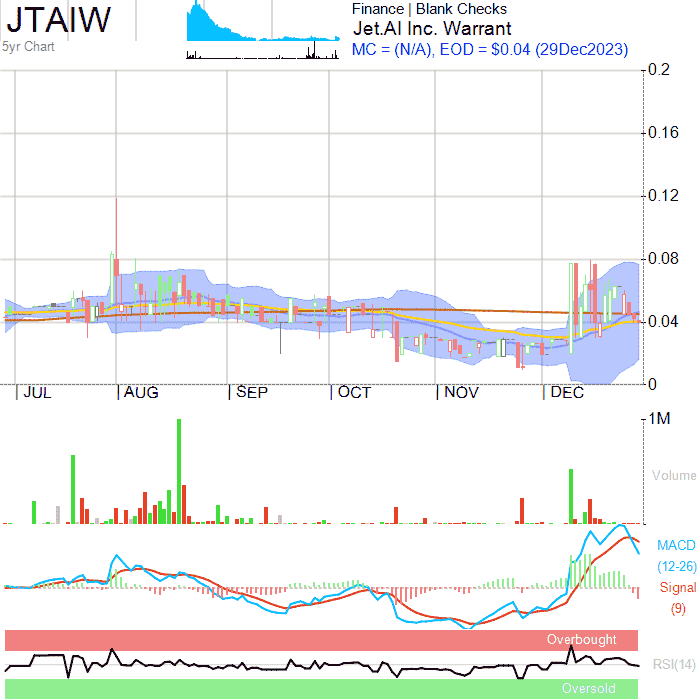 JTAIW
5yr Chart
Finance | Blank Checks
Jet.AI Inc. Warrant
MC = (N/A), EOD = $0.04 (29Dec2023)
0.2
0.16
0.12
0.08
0.04
0
JUL AUG SEP OCT NOV DEC
1M
Volume
MACD
(12-26)
Signal
(9)
Overbought
RSI(14)
Oversold